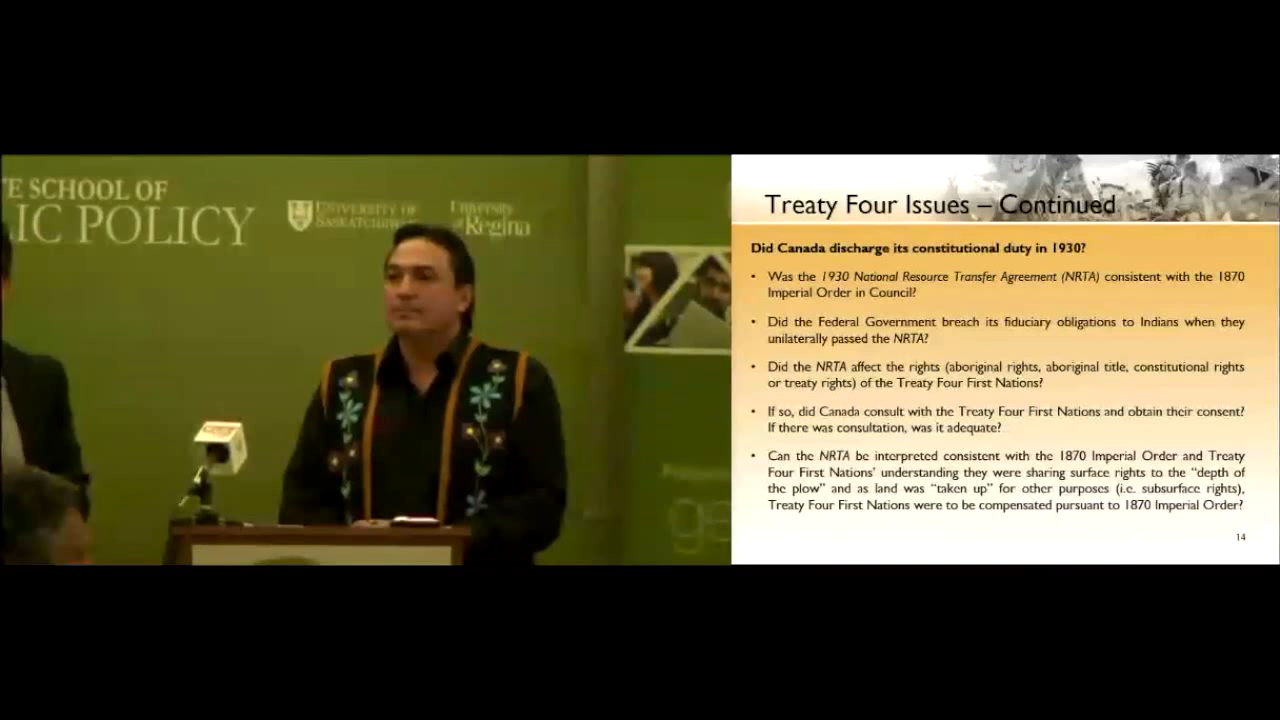 E SCHOOL OF
IC POLICY
UNIVERSITY OF
SASKATCHEWAN
University
of Regina
Treaty Four Issues – Continued
Did Canada discharge its constitutional duty in 1930?
• Was the 1930 National Resource Transfer Agreement (NRTA) consistent with the 1870
Imperial Order in Council?
• Did the Federal Government breach its fiduciary obligations to Indians when they
unilaterally passed the NRTA?
• Did the NRTA affect the rights (aboriginal rights, aboriginal title, constitutional rights
or treaty rights) of the Treaty Four First Nations?
• If so, did Canada consult with the Treaty Four First Nations and obtain their consent?
If there was consultation, was it adequate?
• Can the NRTA be interpreted consistent with the 1870 Imperial Order and Treaty
Four First Nations’ understanding they were sharing surface rights to the “depth of
the plow” and as land was “taken up” for other purposes (i.e. subsurface rights),
Treaty Four First Nations were to be compensated pursuant to 1870 Imperial Order?
14